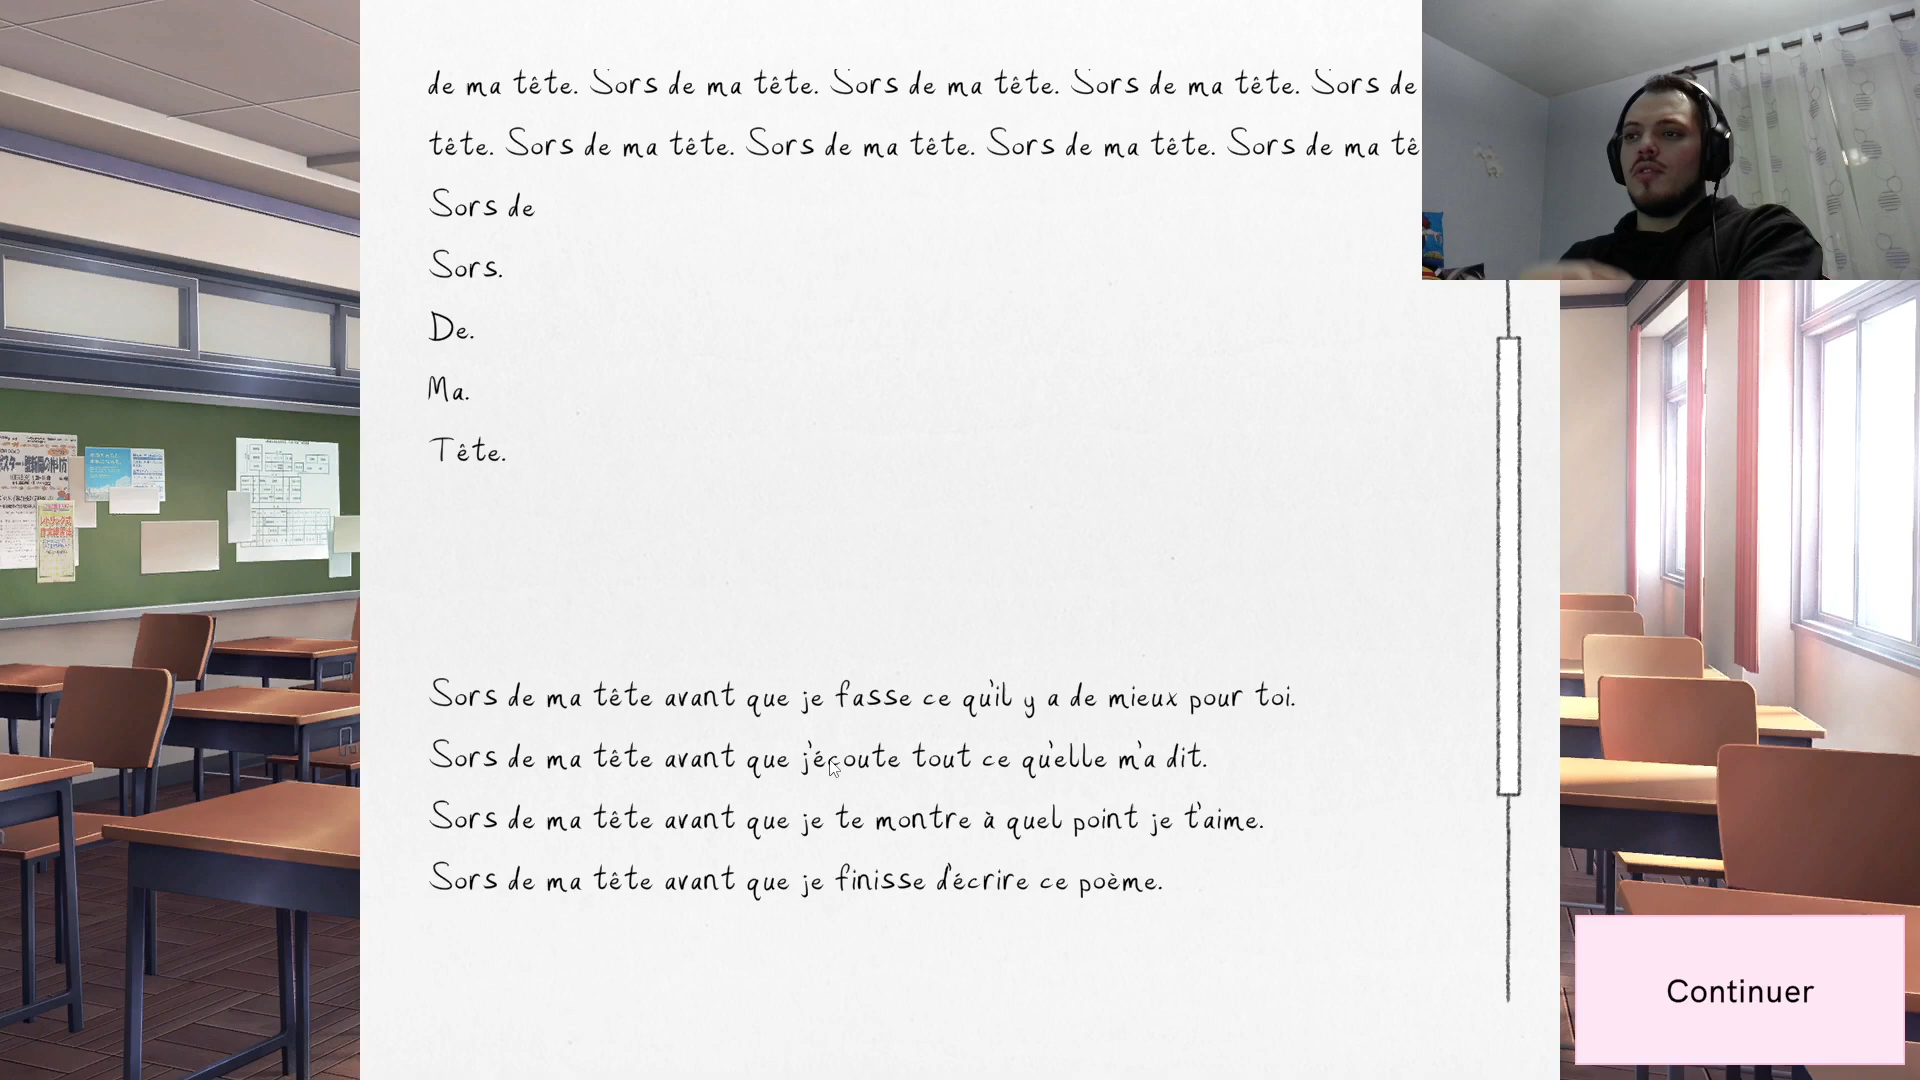 de ma tête. Sors de ma tête. Sors de ma tête. Sors de ma tête. Sors de
tête. Sors de ma tête. Sors de ma tête. Sors de ma tête. Sors de ma tê
Sors de
Sors.
De.
Ma.
Tête.
Sors de ma tête avant que je fasse ce qu'il y a de mieux pour toi.
Sors de ma tête avant que j'écoute tout ce qu'elle m'a dit.
Sors de ma tête avant que je te montre à quel point je t'aime.
Sors de ma tête avant que je finisse d'écrire ce poème.
Continuer